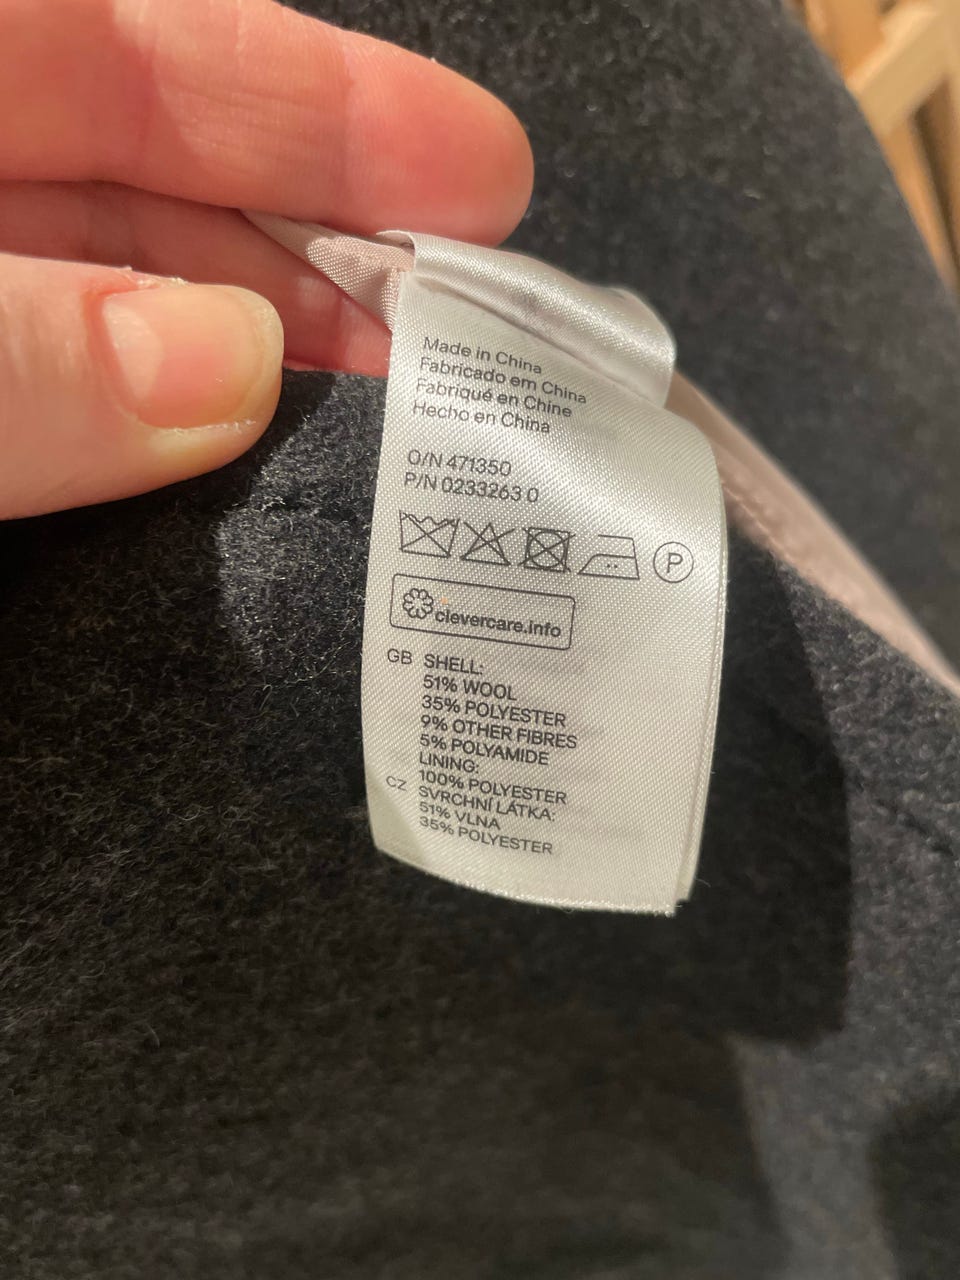 Made in China
Fabricado em China
Fabriqué en Chine
Hecho en China
O/N 471350
P/N 0233263 0
P
clevercare.info
GB SHELL:
51% WOOL
35% POLYESTER
9% OTHER FIBRES
5% POLYAMIDE
LINING:
100% POLYESTER
CZ SVRCHNÍ LÁTKA:
51% VLNA
35% POLYESTER